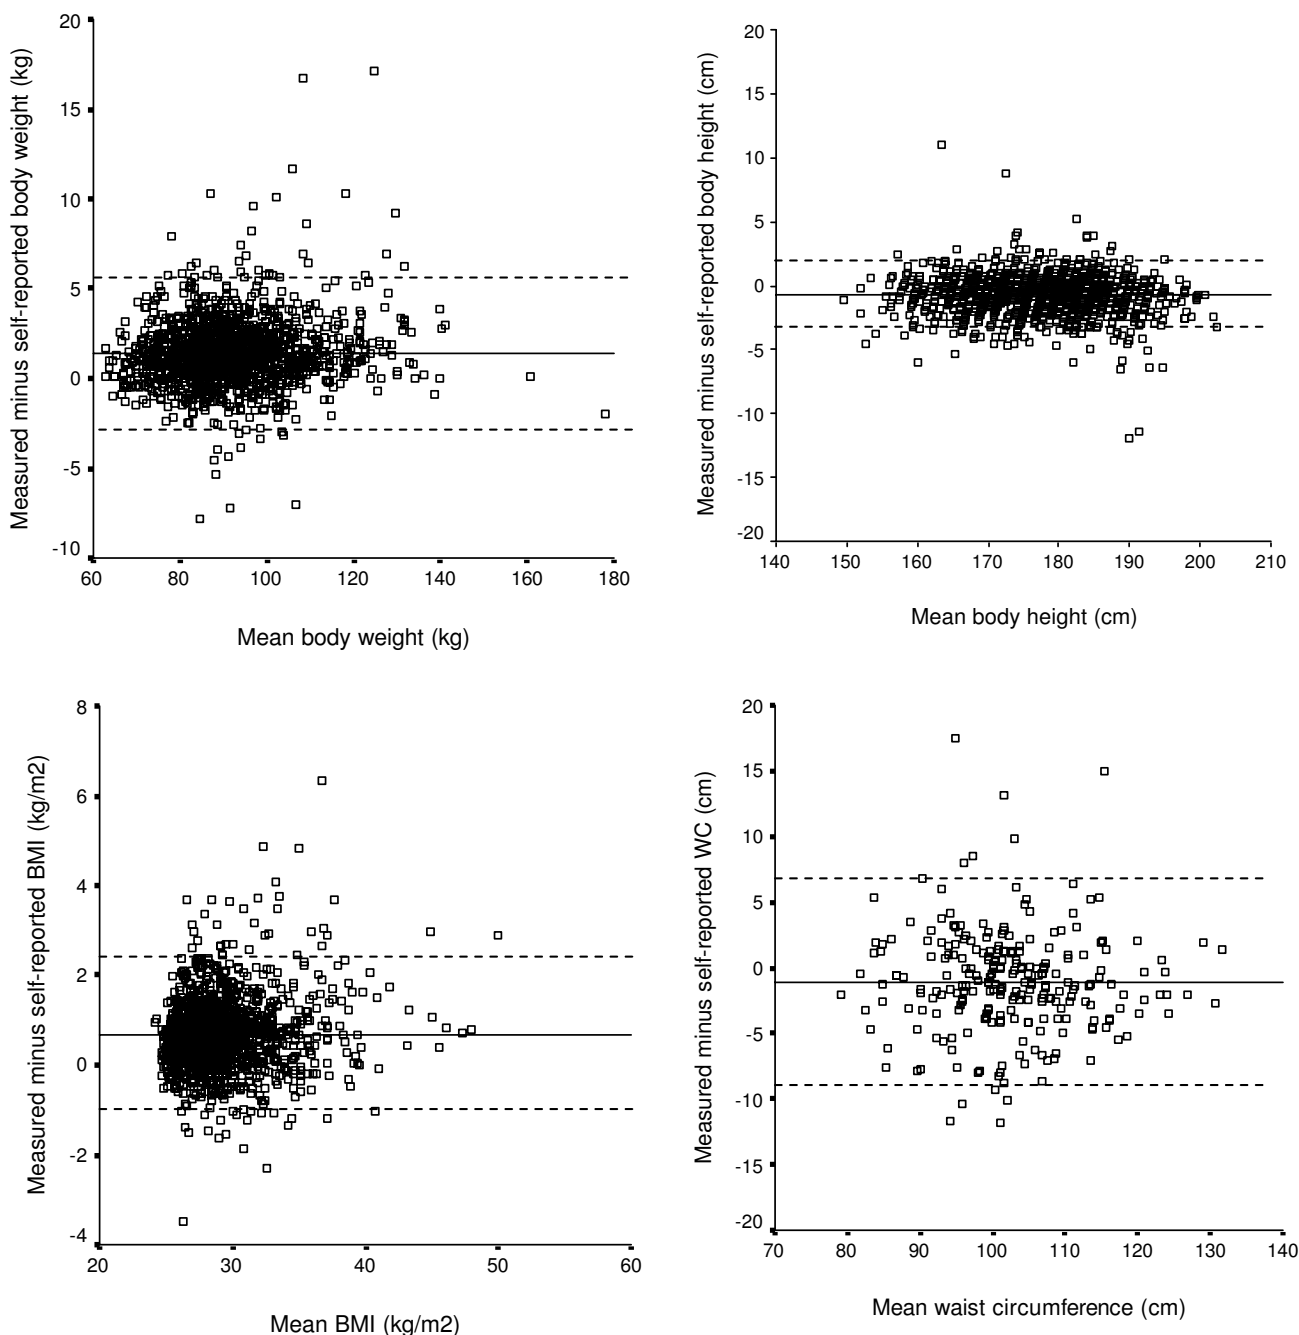 Measured minus self-reported body weight (kg)
20
15
10
5
0
-5
-10
60 80 100 120 140 160 180
Mean body weight (kg)
Measured minus self-reported body height (cm)
20
15
10
5
0
-5
-10
-15
-20
140 150 160 170 180 190 200 210
Mean body height (cm)
Measured minus self-reported BMI (kg/m2)
8
6
4
2
0
-2
-4
20 30 40 50 60
Mean BMI (kg/m2)
Measured minus self-reported WC (cm)
20
15
10
5
0
-5
-10
-15
-20
70 80 90 100 110 120 130 140
Mean waist circumference (cm)